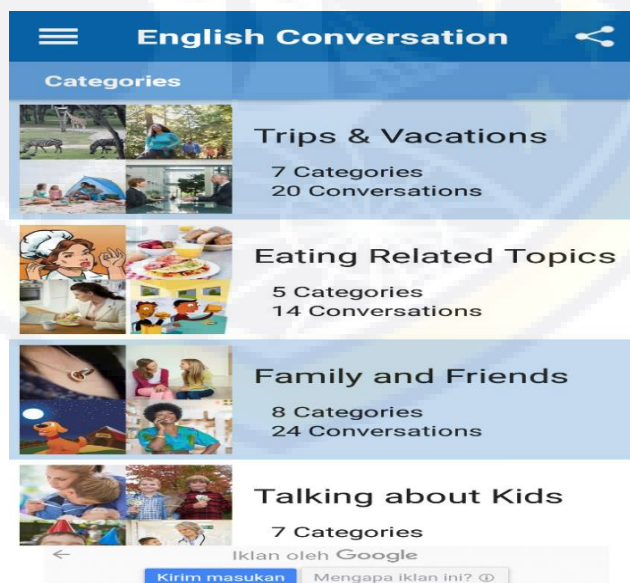 English Conversation
Categories
Trips & Vacations
7 Categories
20 Conversations
Eating Related Topics
5 Categories
14 Conversations
Family and Friends
8 Categories
24 Conversations
Talking about Kids
7 Categories
Iklan oleh Google
Kirim masukan
Mengapa iklan ini?